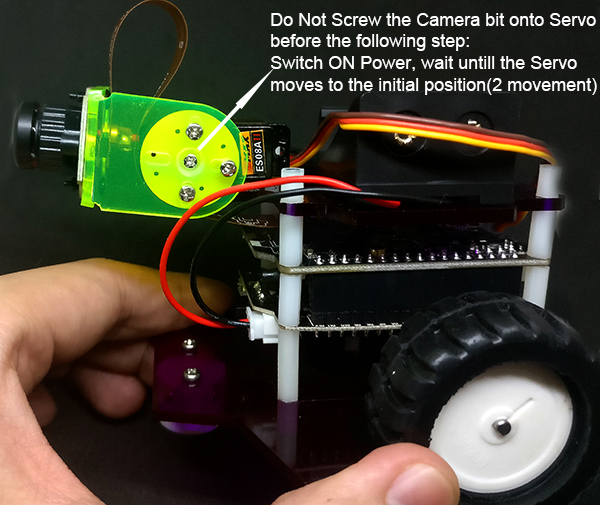 Do Not Screw the Camera bit onto Servo
before the following step:
Switch ON Power, wait untill the Servo
moves to the initial position(2 movement)
ES08A II